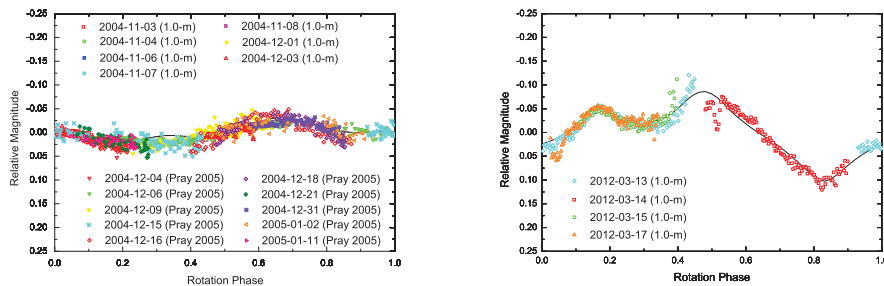 -0.25
-0.20
-0.15
-0.10
-0.05
0.00
0.05
0.10
0.15
0.20
0.25
Relative Magnitude
2004-11-03 (1.0-m)
2004-11-04 (1.0-m)
2004-11-06 (1.0-m)
2004-11-07 (1.0-m)
2004-11-08 (1.0-m)
2004-12-01 (1.0-m)
2004-12-03 (1.0-m)
2004-12-04 (Pray 2005)
2004-12-06 (Pray 2005)
2004-12-09 (Pray 2005)
2004-12-15 (Pray 2005)
2004-12-16 (Pray 2005)
2004-12-18 (Pray 2005)
2004-12-21 (Pray 2005)
2004-12-31 (Pray 2005)
2005-01-02 (Pray 2005)
2005-01-11 (Pray 2005)
0.0 0.2 0.4 0.6 0.8 1.0
Rotation Phase
-0.25
-0.20
-0.15
-0.10
-0.05
0.00
0.05
0.10
0.15
0.20
0.25
Relative Magnitude
2012-03-13 (1.0-m)
2012-03-14 (1.0-m)
2012-03-15 (1.0-m)
2012-03-17 (1.0-m)
0.0 0.2 0.4 0.6 0.8 1.0
Rotation Phase